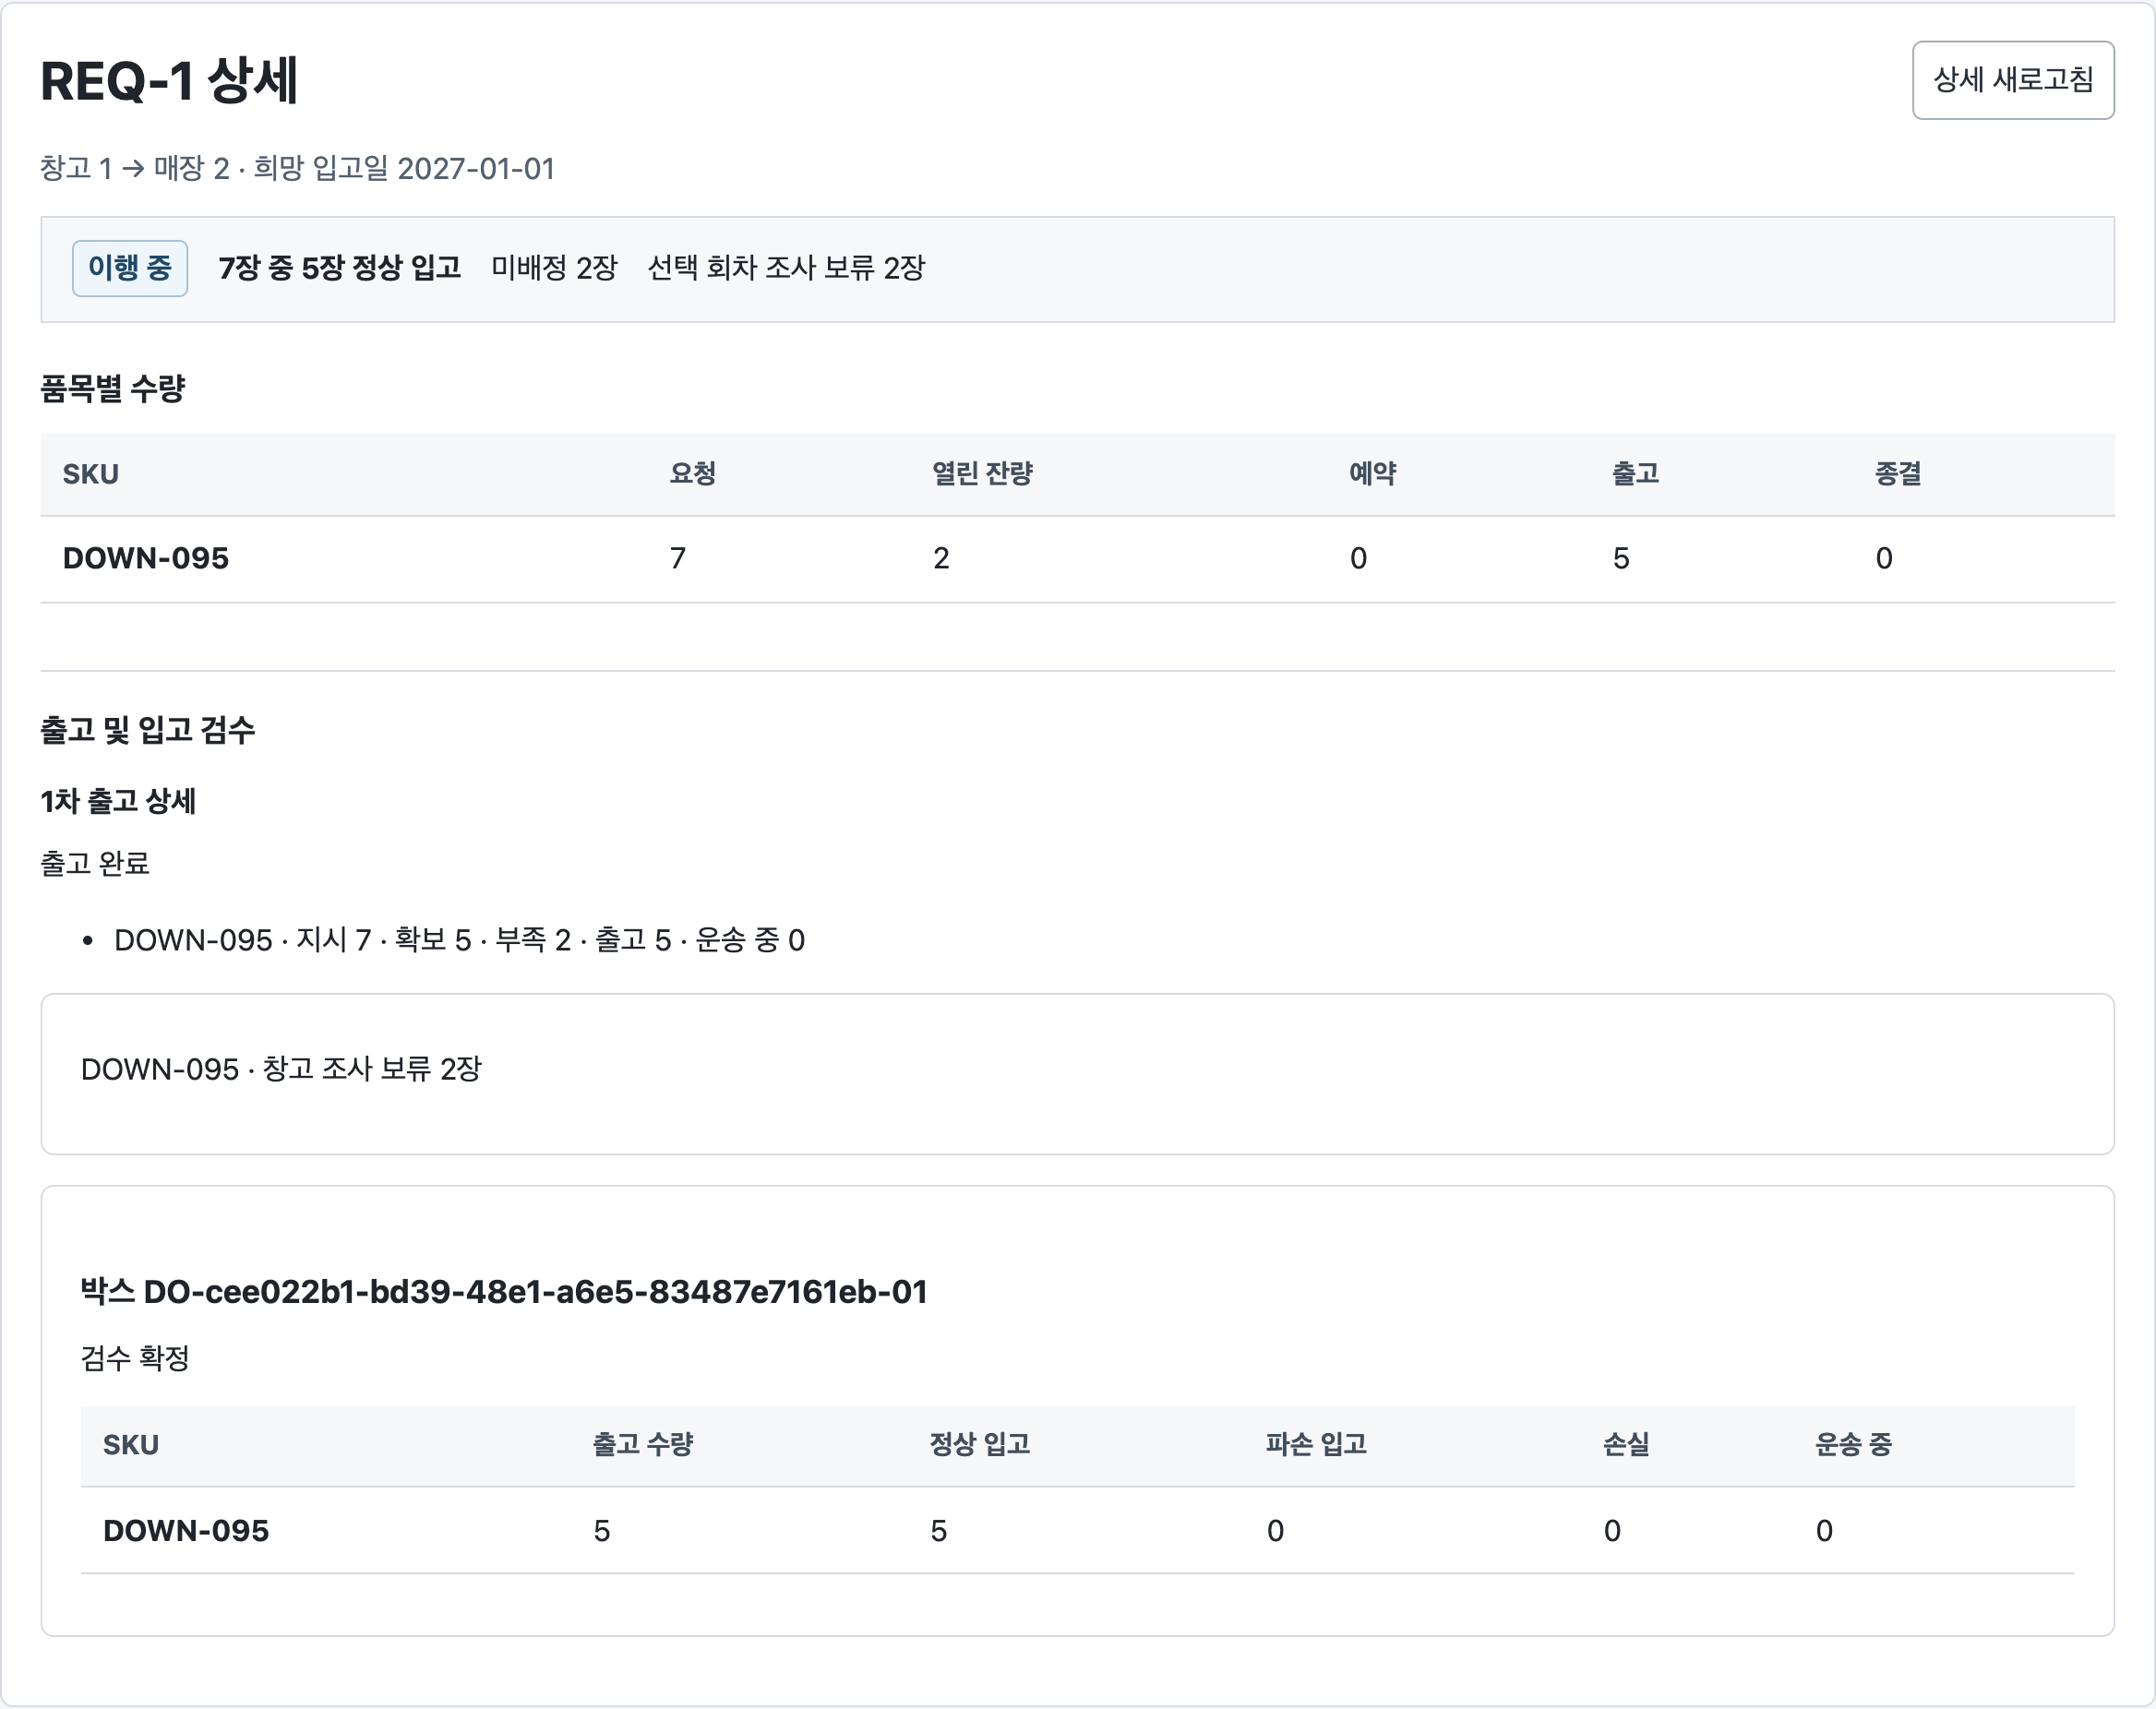 REQ-1 상세
상세 새로고침
창고 1 → 매장 2 · 희망 입고일 2027-01-01
이행 중 7장 중 5장 정상 입고 미배정 2장 선택 회차 조사 보류 2장
품목별 수량
SKU 요청 열린 잔량 예약 출고 종결
DOWN-095 7 2 0 5 0
출고 및 입고 검수
1차 출고 상세
출고 완료
• DOWN-095 · 지시 7 · 확보 5 · 부족 2 · 출고 5 · 운송 중 0
DOWN-095 · 창고 조사 보류 2장
박스 DO-cee022b1-bd39-48e1-a6e5-83487e7161eb-01
검수 확정
SKU 출고 수량 정상 입고 파손 입고 손실 운송 중
DOWN-095 5 5 0 0 0